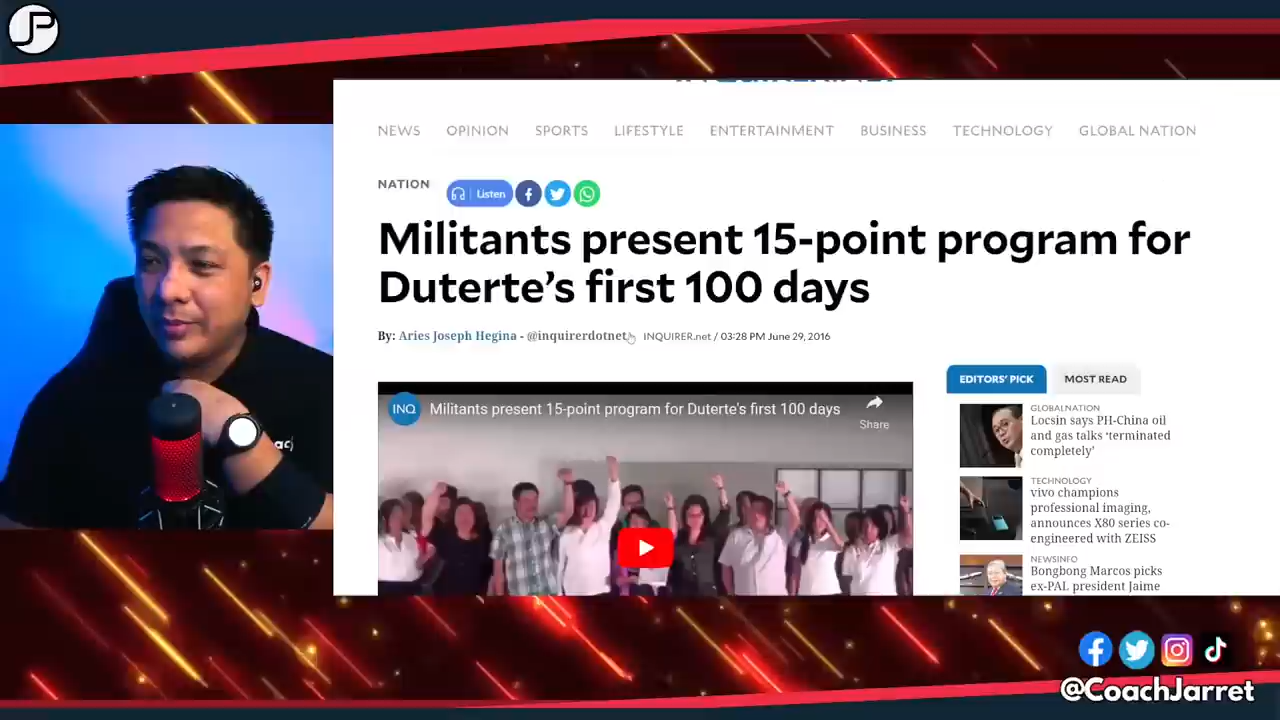 JP
NEWS OPINION SPORTS LIFESTYLE ENTERTAINMENT BUSINESS TECHNOLOGY GLOBAL NATION
NATION
Listen
Militants present 15-point program for
Duterte's first 100 days
By: Aries Joseph Hegina - @inquirerdotnet INQUIRER.net / 03:28 PM June 29, 2016
INQ
Militants present 15-point program for Duterte's first 100 days
Share
EDITORS' PICK MOST READ
GLOBALNATION
Locsin says PH-China oil
and gas talks ‘terminated
completely’
TECHNOLOGY
vivo champions
professional imaging,
announces X80 series co-
engineered with ZEISS
NEWSINFO
Bongbong Marcos picks
ex-PAL president Jaime
@CoachJarret